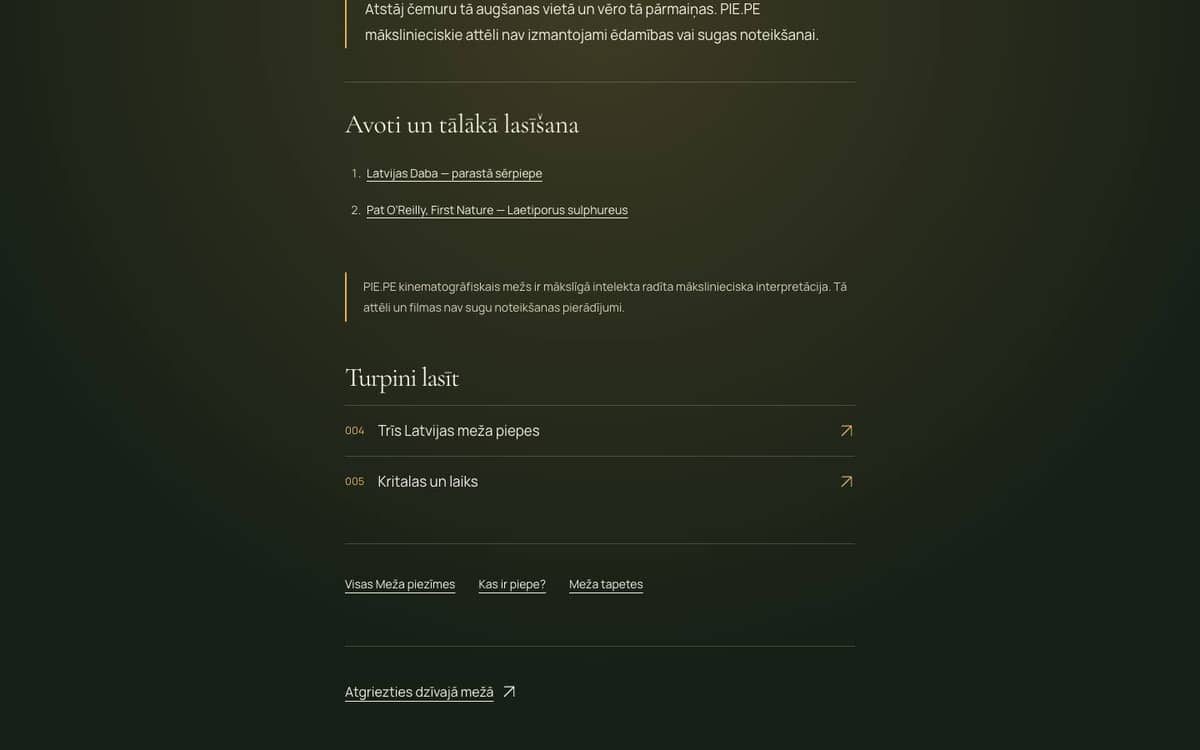 Atstāj čemuru tā augšanas vietā un vēro tā pārmaiņas. PIE.PE
mākslinieciskie attēli nav izmantojami ēdamības vai sugas noteikšanai.
Avoti un tālākā lasīšana
1. Latvijas Daba — parastā sērpiepe
2. Pat O'Reilly, First Nature — Laetiporus sulphureus
PIE.PE kinematogrāfiskais mežs ir mākslīgā intelekta radīta mākslinieciska interpretācija. Tā
attēli un filmas nav sugu noteikšanas pierādījumi.
Turpini lasīt
004 Trīs Latvijas meža piepes
005 Kritalas un laiks
Visas Meža piezīmes Kas ir piepe? Meža tapetes
Atgriezties dzīvajā mežā